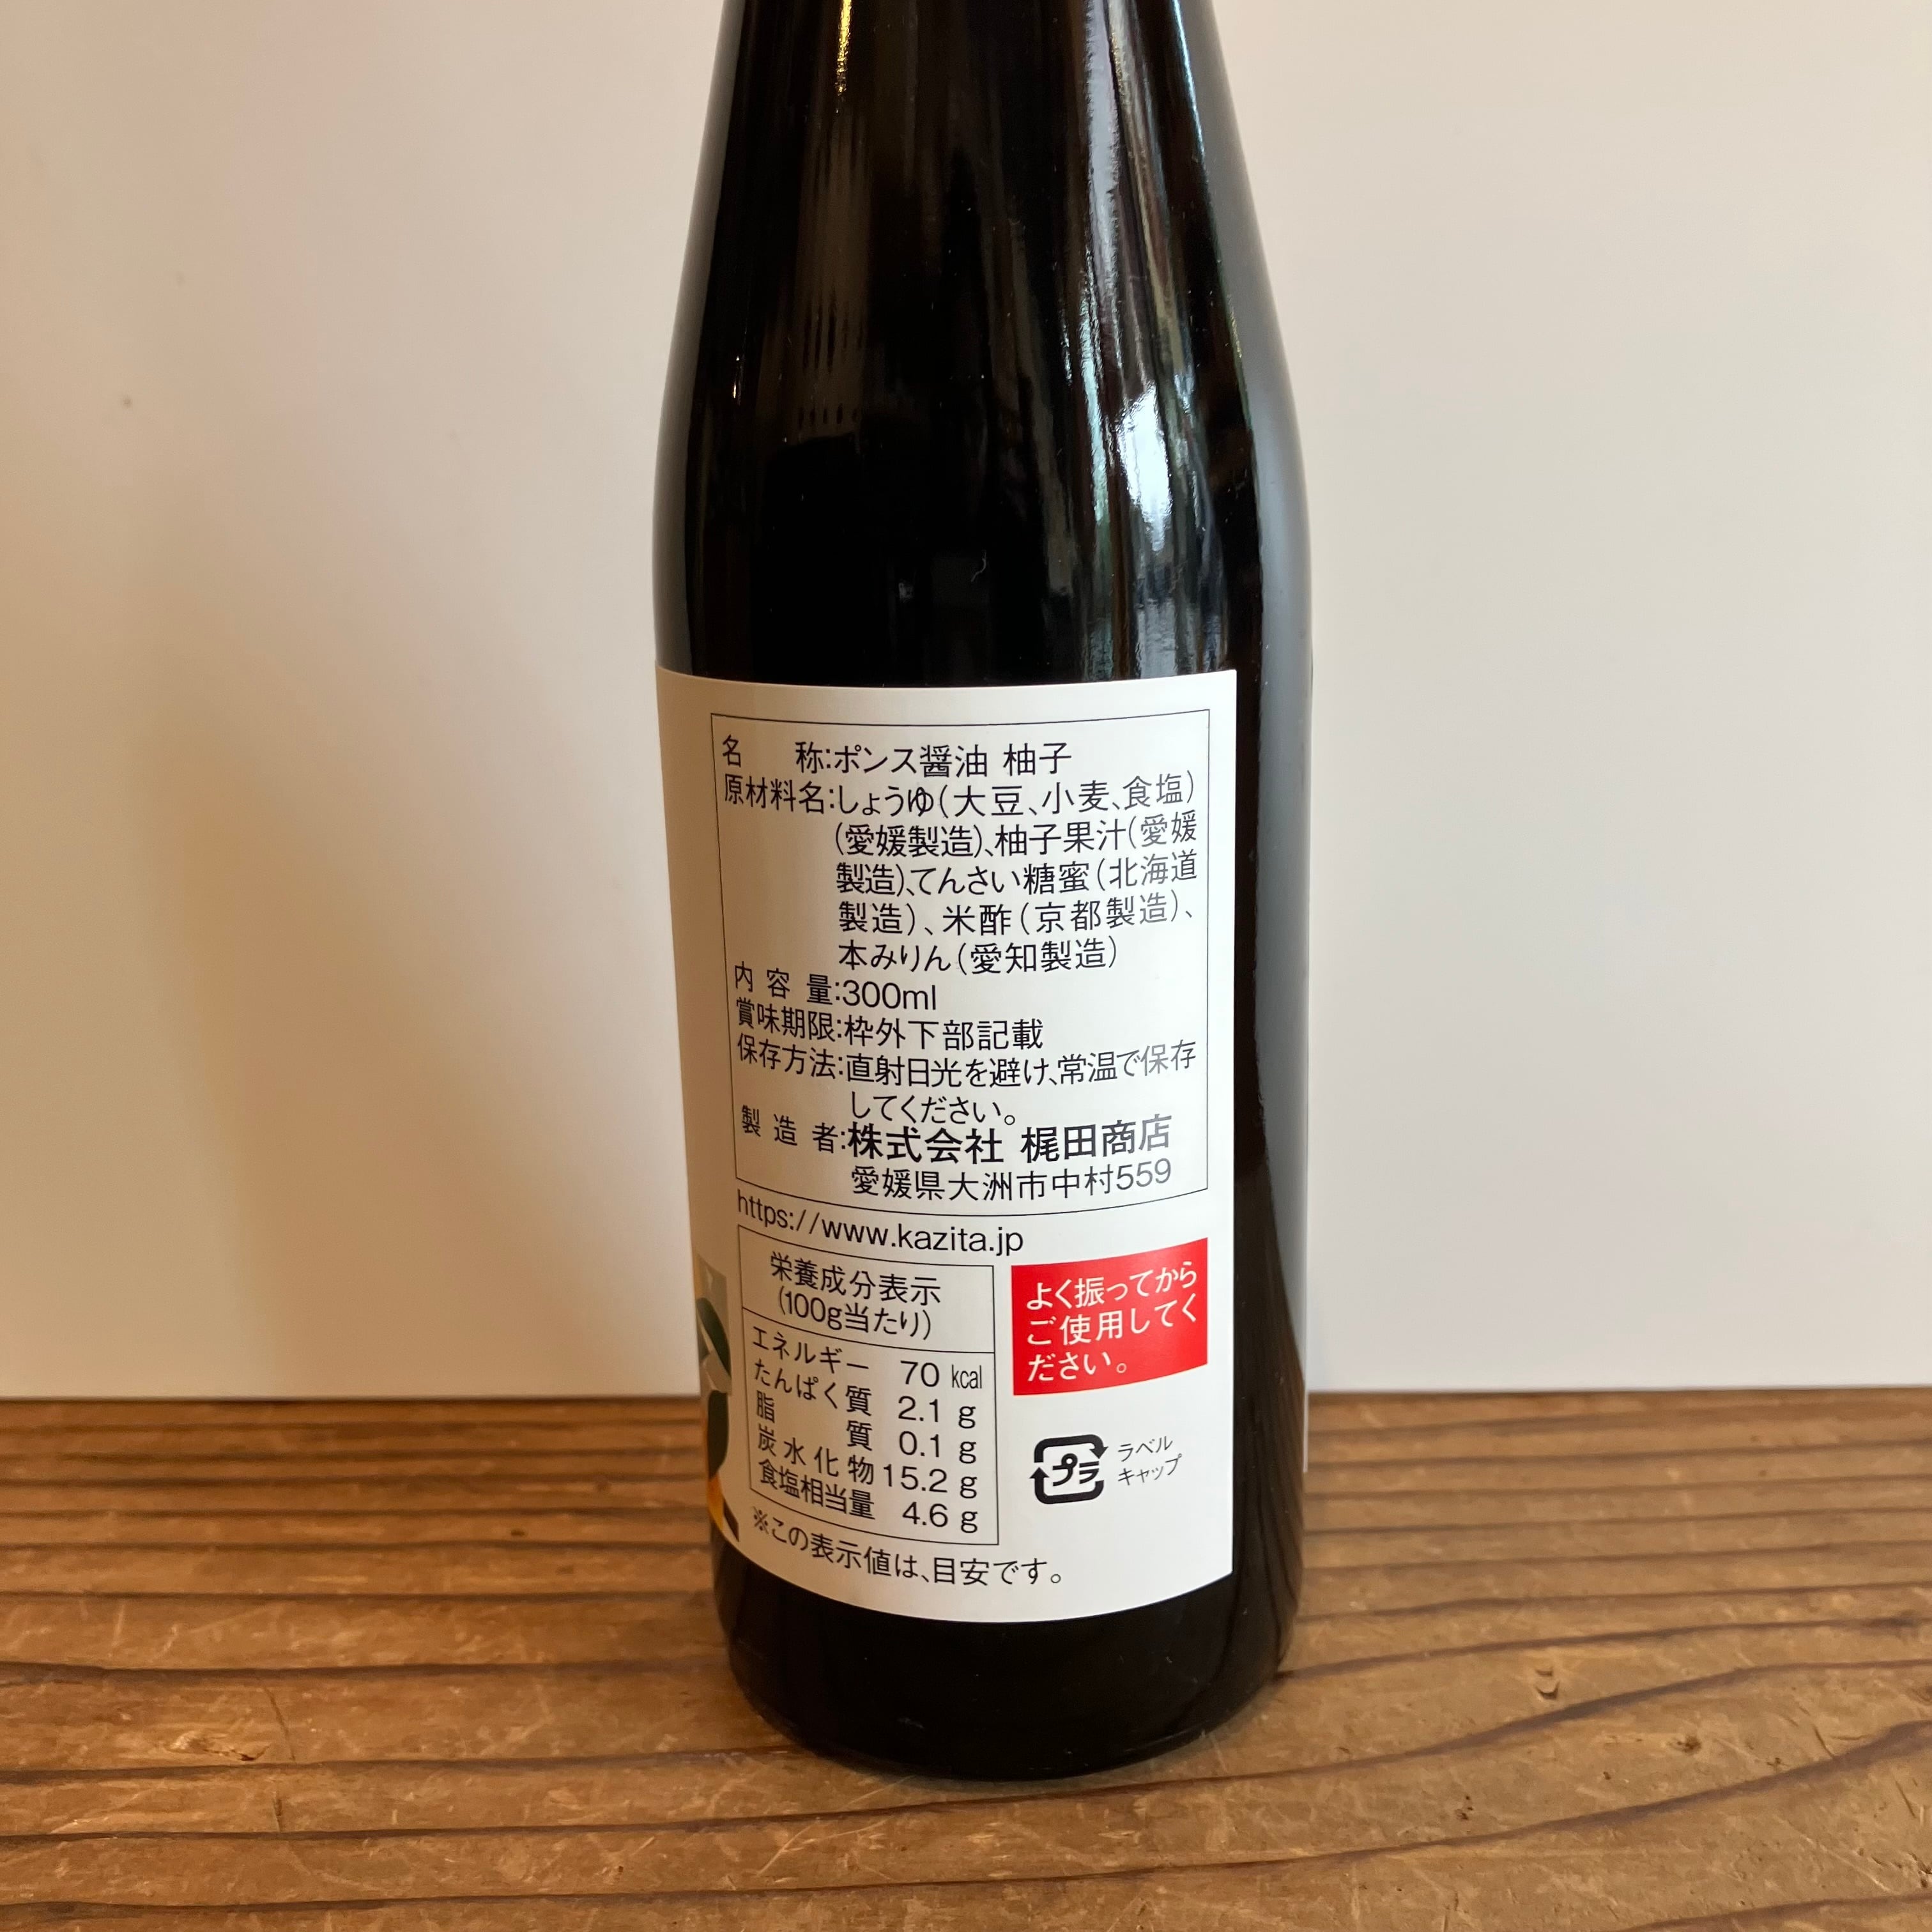 名称:ポンス醤油 柚子
原材料名:しょうゆ(大豆、小麦、食塩)
(愛媛製造)、柚子果汁(愛媛
製造)、てんさい糖蜜(北海道
製造)、米酢(京都製造)、
本みりん(愛知製造)
内容量:300ml
賞味期限:枠外下部記載
保存方法:直射日光を避け、常温で保存
してください。
製造者:株式会社 梶田商店
愛媛県大洲市中村559
https://www.kazita.jp
栄養成分表示
(100g当たり)
エネルギー 70 kcal
たんぱく質 2.1 g
脂質 0.1 g
炭水化物 15.2 g
食塩相当量 4.6 g
※この表示値は、目安です。
よく振ってから
ご使用してく
ださい。
プラ
ラベル
キャップ